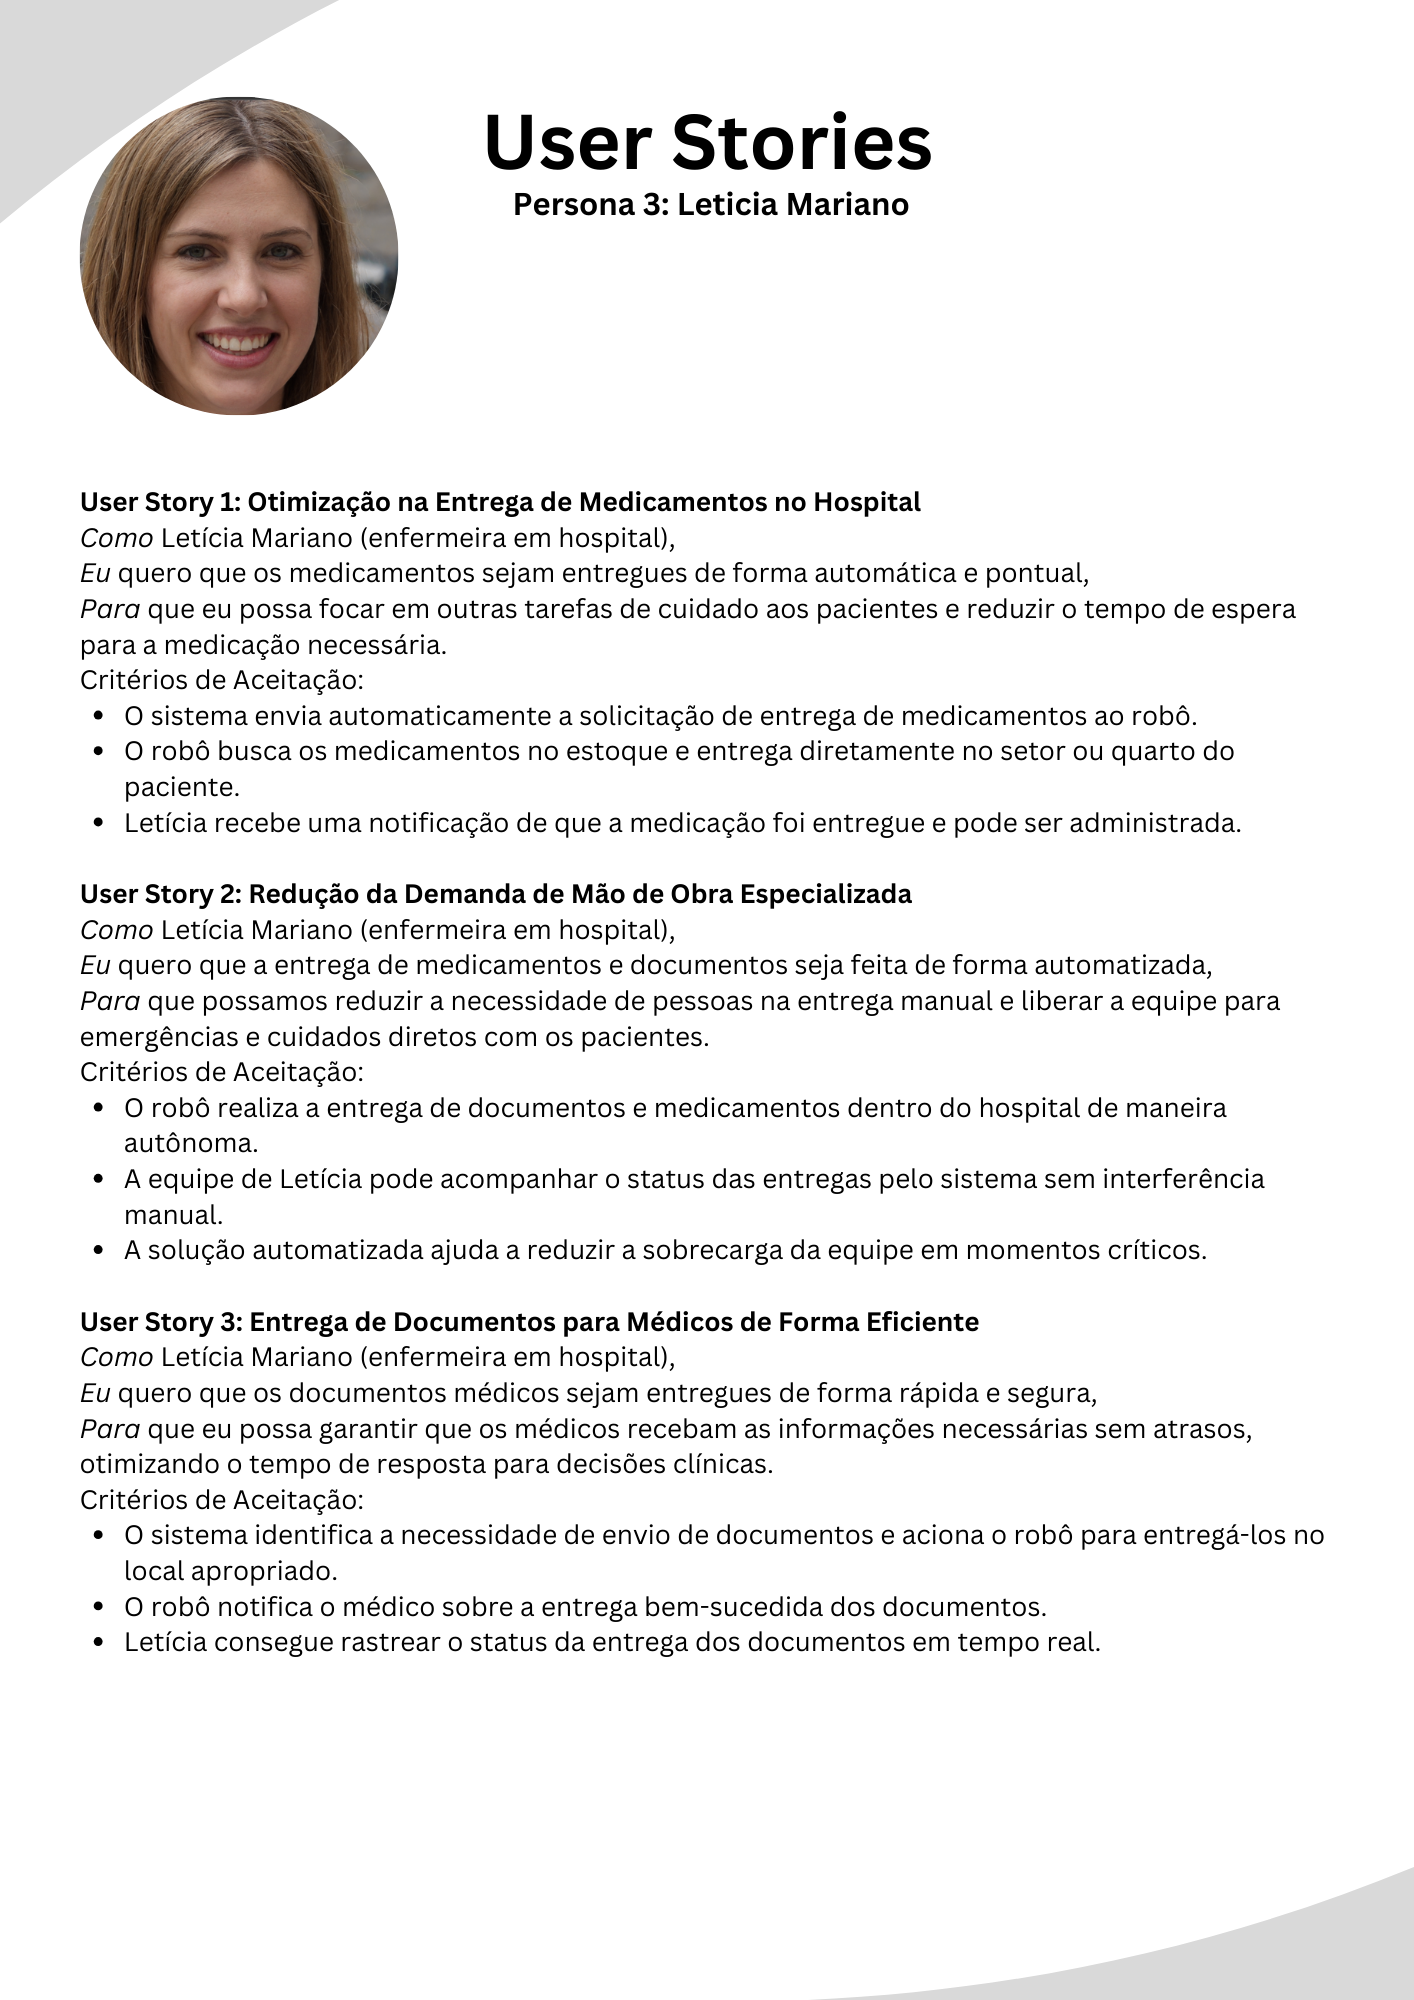 User Stories
Persona 3: Leticia Mariano
User Story 1: Otimização na Entrega de Medicamentos no Hospital
Como Letícia Mariano (enfermeira em hospital),
Eu quero que os medicamentos sejam entregues de forma automática e pontual,
Para que eu possa focar em outras tarefas de cuidado aos pacientes e reduzir o tempo de espera
para a medicação necessária.
Critérios de Aceitação:
• O sistema envia automaticamente a solicitação de entrega de medicamentos ao robô.
• O robô busca os medicamentos no estoque e entrega diretamente no setor ou quarto do
paciente.
• Letícia recebe uma notificação de que a medicação foi entregue e pode ser administrada.
User Story 2: Redução da Demanda de Mão de Obra Especializada
Como Letícia Mariano (enfermeira em hospital),
Eu quero que a entrega de medicamentos e documentos seja feita de forma automatizada,
Para que possamos reduzir a necessidade de pessoas na entrega manual e liberar a equipe para
emergências e cuidados diretos com os pacientes.
Critérios de Aceitação:
• O robô realiza a entrega de documentos e medicamentos dentro do hospital de maneira
autônoma.
• A equipe de Letícia pode acompanhar o status das entregas pelo sistema sem interferência
manual.
• A solução automatizada ajuda a reduzir a sobrecarga da equipe em momentos críticos.
User Story 3: Entrega de Documentos para Médicos de Forma Eficiente
Como Letícia Mariano (enfermeira em hospital),
Eu quero que os documentos médicos sejam entregues de forma rápida e segura,
Para que eu possa garantir que os médicos recebam as informações necessárias sem atrasos,
otimizando o tempo de resposta para decisões clínicas.
Critérios de Aceitação:
• O sistema identifica a necessidade de envio de documentos e aciona o robô para entregá-los no
local apropriado.
• O robô notifica o médico sobre a entrega bem-sucedida dos documentos.
• Letícia consegue rastrear o status da entrega dos documentos em tempo real.